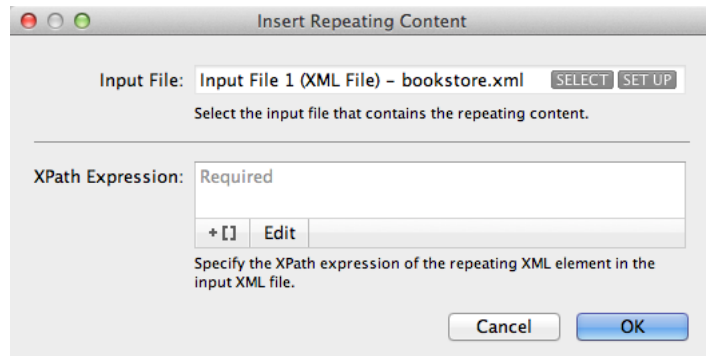 Insert Repeating Content
Input File: Input File 1 (XML File) – bookstore.xml SELECT SET UP
Select the input file that contains the repeating content.
XPath Expression: Required
+[] Edit
Specify the XPath expression of the repeating XML element in the
input XML file.
Cancel OK